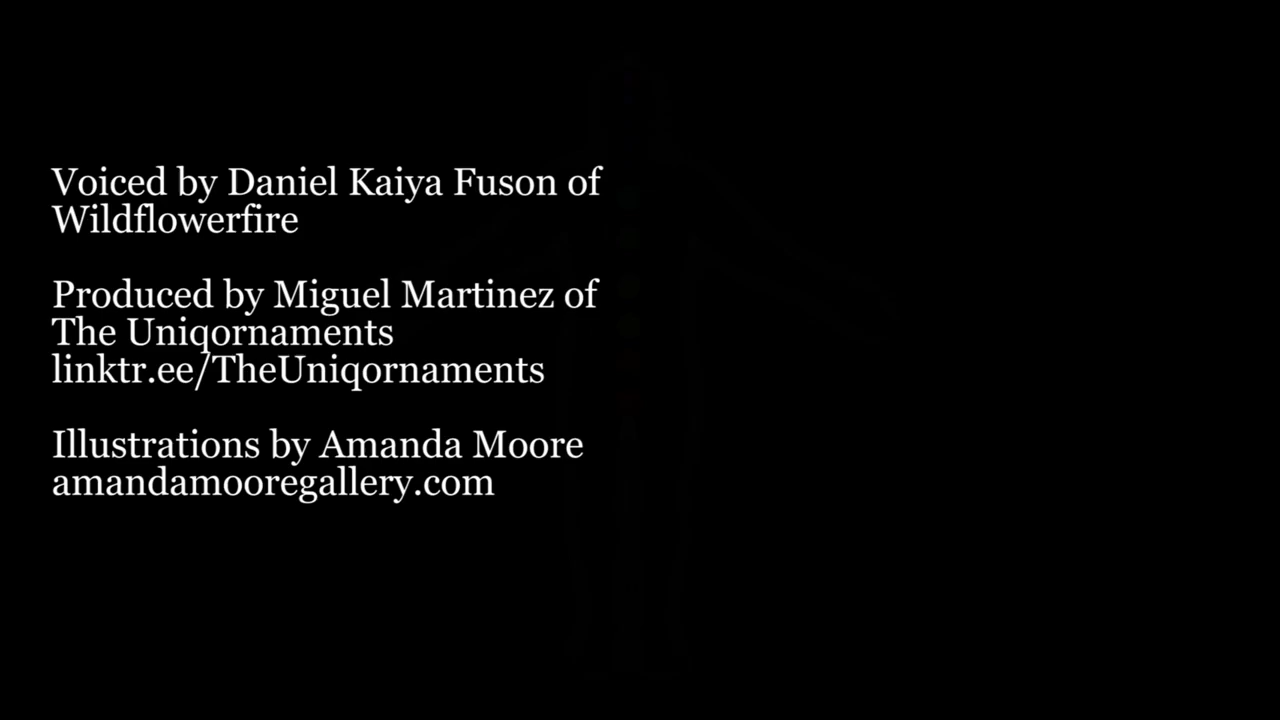 Voiced by Daniel Kaiya Fuson of
Wildflowerfire
Produced by Miguel Martinez of
The Uniqornaments
linktr.ee/TheUniqornaments
Illustrations by Amanda Moore
amandamooregallery.com